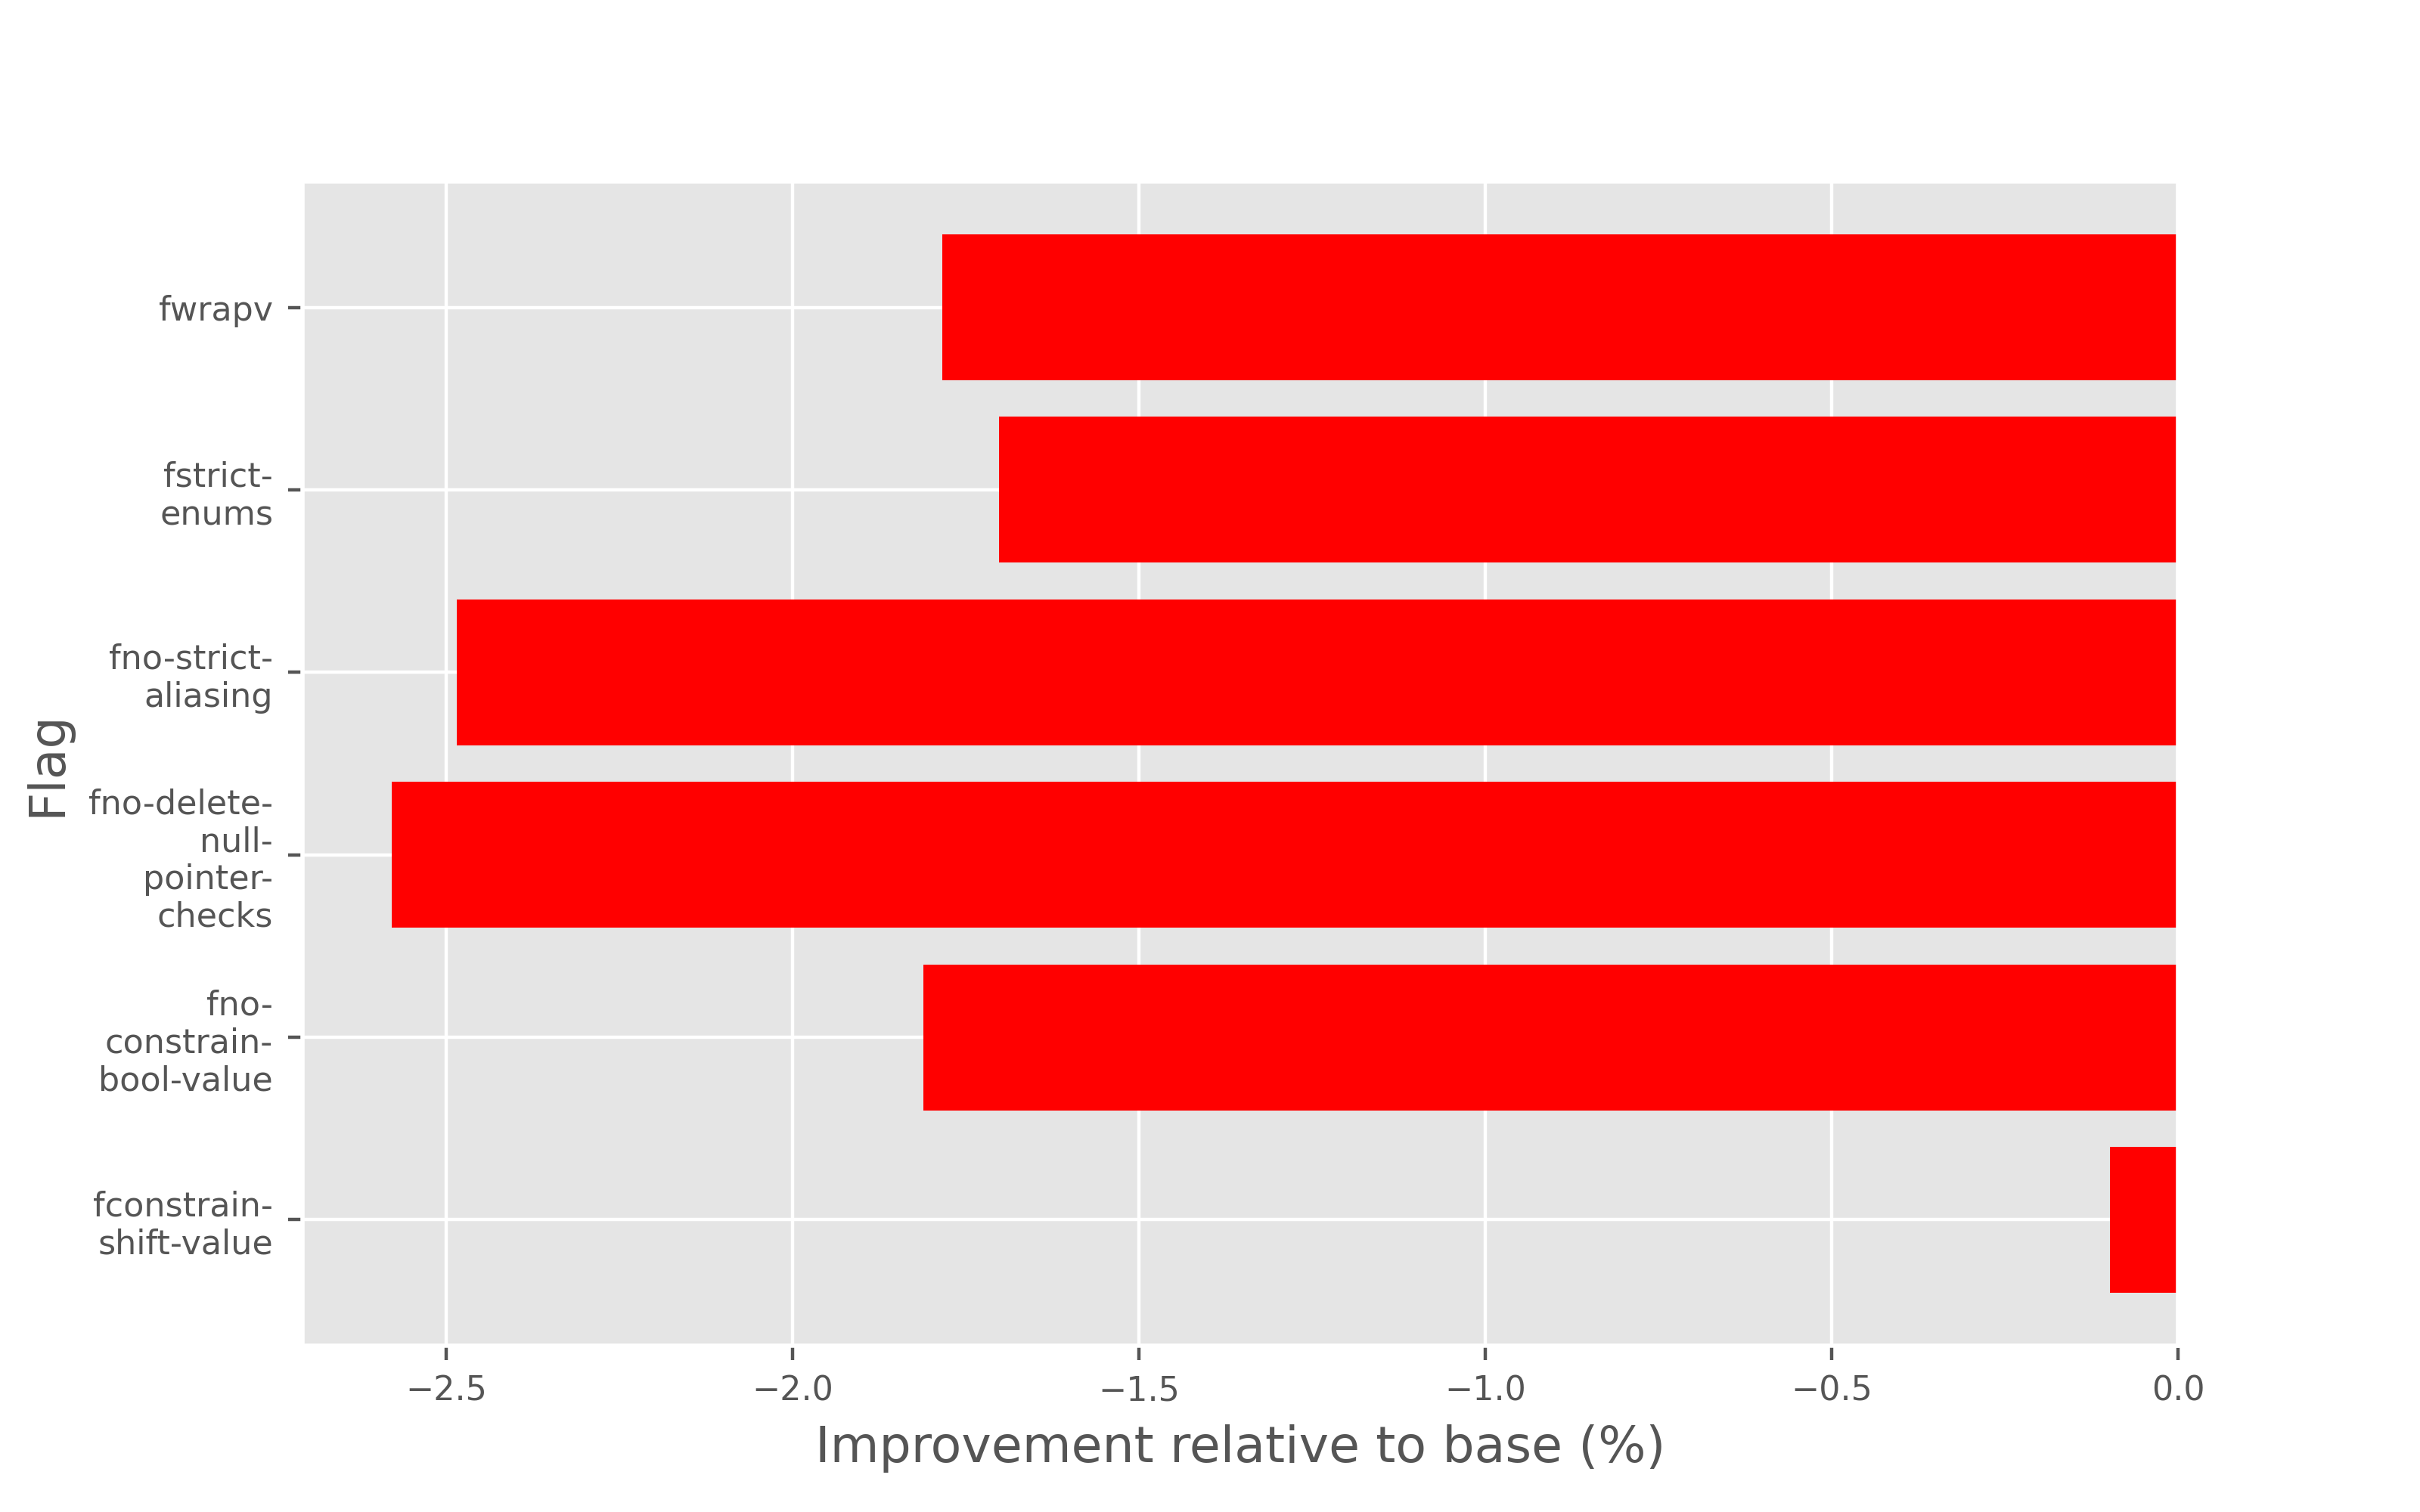 Flag
fwrapv
fstrict-
enums
fno-strict-
aliasing
fno-delete-
null-
pointer-
checks
fno-
constrain-
bool-value
fconstrain-
shift-value
−2.5 −2.0 −1.5 −1.0 −0.5 0.0
Improvement relative to base (%)